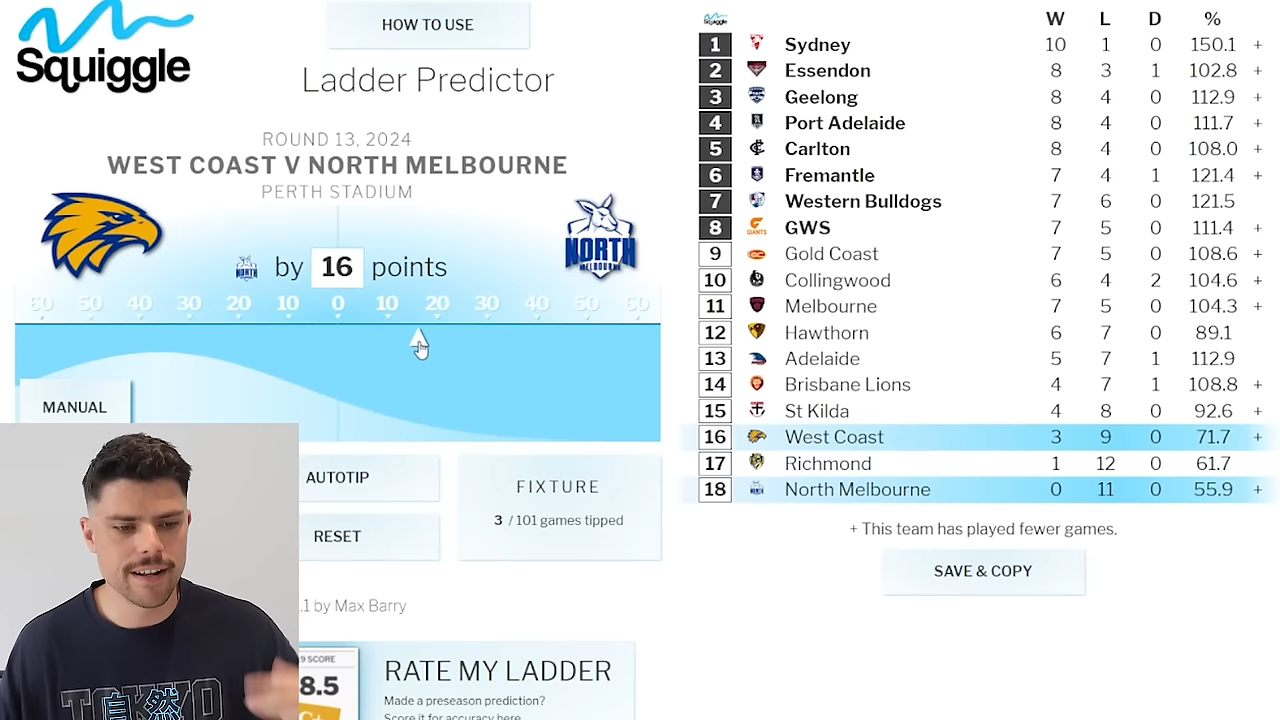 HOW TO USE
Squiggle
Ladder Predictor
ROUND 13, 2024
WEST COAST V NORTH MELBOURNE
PERTH STADIUM
NORTH
MELBOURNE
by 16 points
60 50 40 30 20 10 0 10 20 30 40 50 60
MANUAL
AUTOTIP
RESET
FIXTURE
3 / 101 games tipped
.1 by Max Barry
9 SCORE
8.5
C+
RATE MY LADDER
Made a preseason prediction?
Score it for accuracy here
TOKYO
自然
Squiggle W L D %
1 Sydney 10 1 0 150.1 +
2 Essendon 8 3 1 102.8 +
3 Geelong 8 4 0 112.9 +
4 Port Adelaide 8 4 0 111.7 +
5 Carlton 8 4 0 108.0 +
6 Fremantle 7 4 1 121.4 +
7 Western Bulldogs 7 6 0 121.5
8 GWS 7 5 0 111.4 +
9 Gold Coast 7 5 0 108.6 +
10 Collingwood 6 4 2 104.6 +
11 Melbourne 7 5 0 104.3 +
12 Hawthorn 6 7 0 89.1
13 Adelaide 5 7 1 112.9
14 Brisbane Lions 4 7 1 108.8 +
15 St Kilda 4 8 0 92.6 +
16 West Coast 3 9 0 71.7 +
17 Richmond 1 12 0 61.7
18 North Melbourne 0 11 0 55.9 +
+ This team has played fewer games.
SAVE & COPY